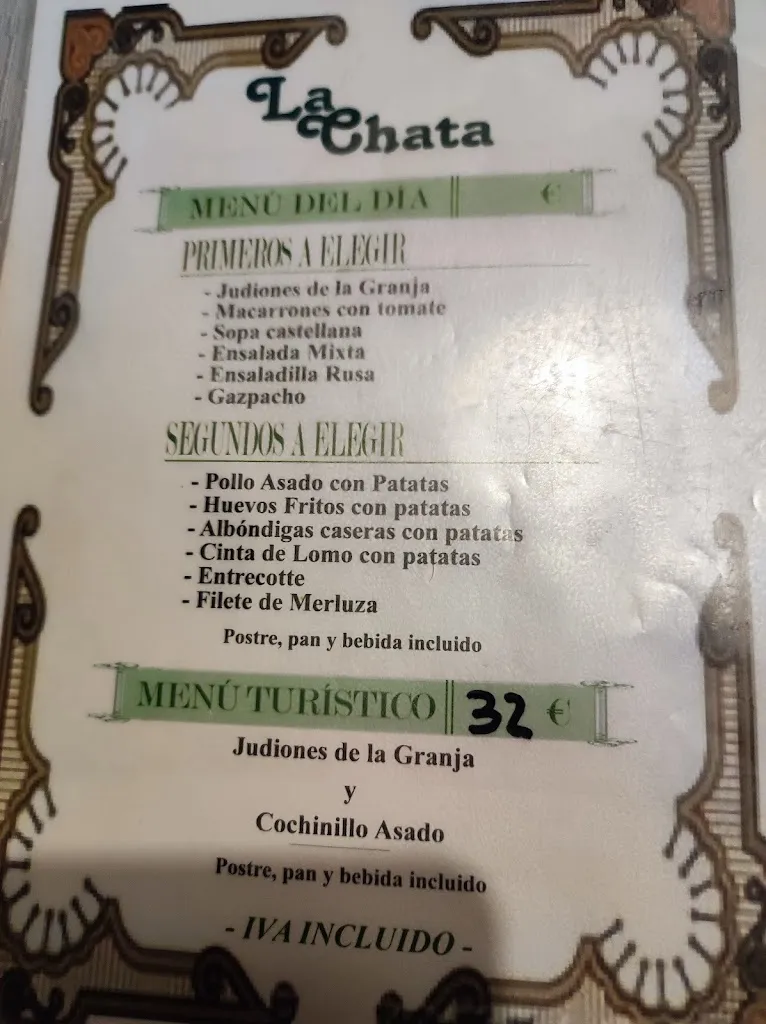 La Chata
MENÚ DEL DÍA €
PRIMEROS A ELEGIR
- Judiones de la Granja
- Macarrones con tomate
- Sopa castellana
- Ensalada Mixta
- Ensaladilla Rusa
- Gazpacho
SEGUNDOS A ELEGIR
- Pollo Asado con Patatas
- Huevos Fritos con patatas
- Albóndigas caseras con patatas
- Cinta de Lomo con patatas
- Entrecotte
- Filete de Merluza
Postre, pan y bebida incluido
MENÚ TURÍSTICO 32 €
Judiones de la Granja
y
Cochinillo Asado
Postre, pan y bebida incluido
- IVA INCLUIDO -